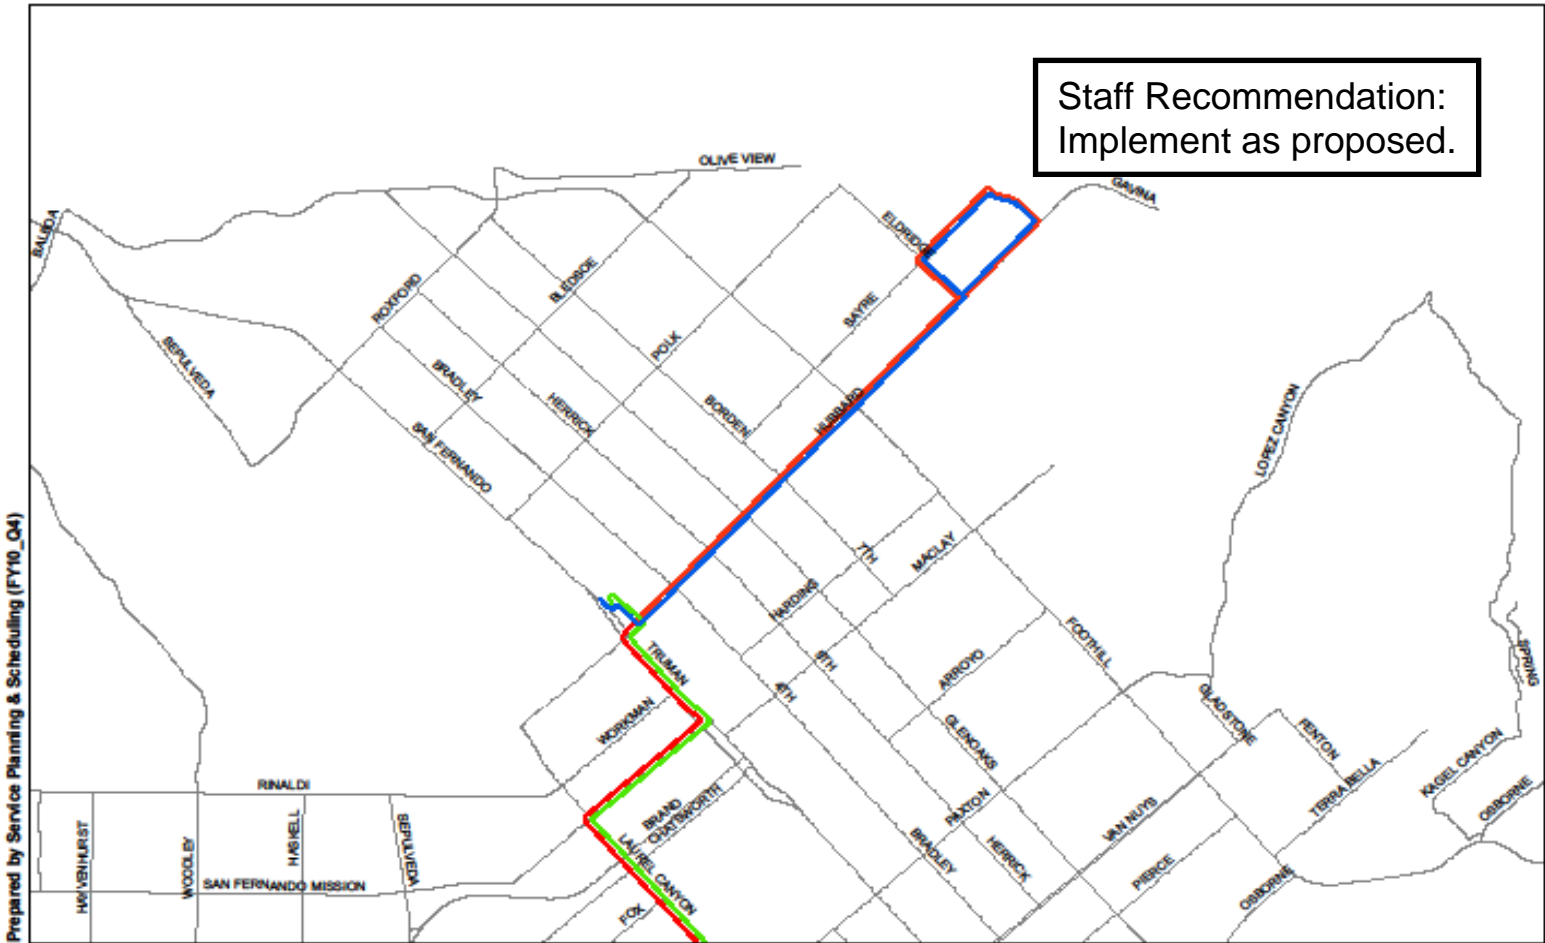 Staff Recommendation:
Implement as proposed.
OLIVE VIEW
GAVINA
BALBOA
ELDRIDGE
ROXFORD
BLEDSOE
SAYRE
POLK
SEPULVEDA
BRADLEY
HERRICK
BORDEN
HUBBARD
SAN FERNANDO
LOPEZ CANYON
7TH
MACLAY
HARDING
FOOTHILL
TRUMAN
8TH
ARROYO
SPRING
4TH
GLADSTONE
WORKMAN
GLENOAKS
FENTON
KAGEL CANYON
RINALDI
TERRA BELLA
BRAND
CHATSWORTH
PAXTON
VAN NUYS
OSBORNE
HAYVENHURST
WOODLEY
HASKELL
SEPULVEDA
LAUREL CANYON
BRADLEY
HERRICK
PIERCE
SAN FERNANDO MISSION
FOX
OSBORNE
Prepared by Service Planning & Scheduling (FY10_Q4)